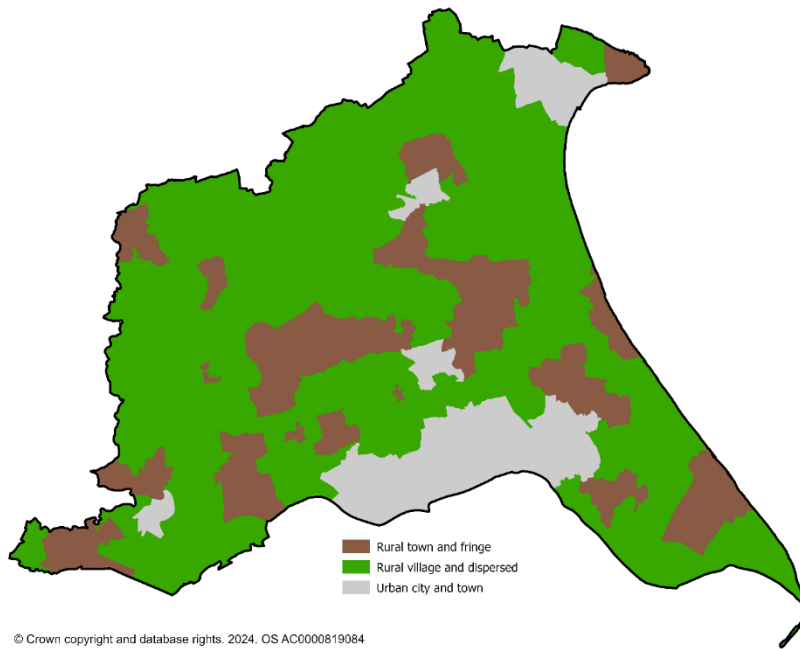 Rural town and fringe
Rural village and dispersed
Urban city and town
© Crown copyright and database rights. 2024. OS AC0000819084